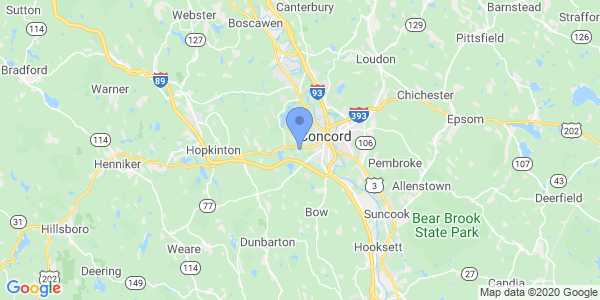 Sutton
Webster
Canterbury
Boscawen
129
107
Barnstead
Strafford
126
Pittsfield
127
Bradford
Warner
89
Loudon
93
Chichester
393
Epsom
202
114
Concord
106
Henniker
Hopkinton
Pembroke
107
3
Allenstown
77
Deerfield
31
Bow
Suncook
Bear Brook
State Park
Hillsboro
Weare
Dunbarton
Hooksett
Deering
114
202
149
43
Candia
Google
Map data ©2020 Google